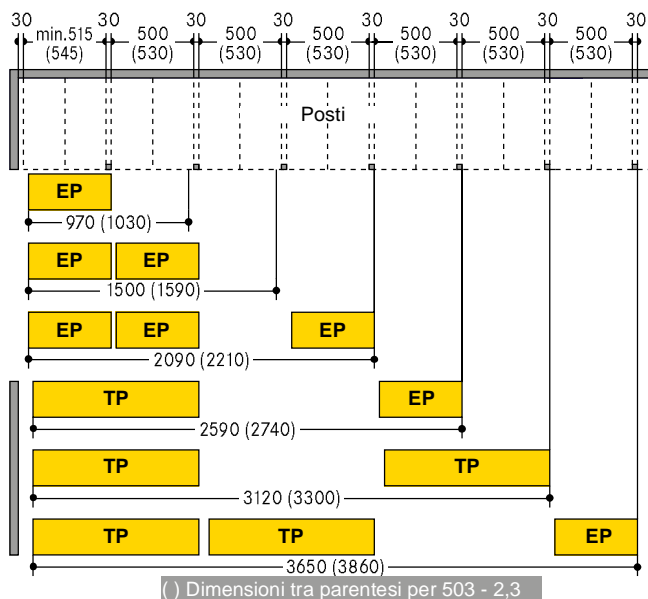 30 30 30 30 30 30 30 30
min.515 500 500 500 500 500 500
(545) (530) (530) (530) (530) (530) (530)
Posti
EP
970 (1030)
EP EP
1500 (1590)
EP EP EP
2090 (2210)
TP EP
2590 (2740)
TP TP
3120 (3300)
TP TP EP
3650 (3860)
( ) Dimensioni tra parentesi per 503 - 2,3